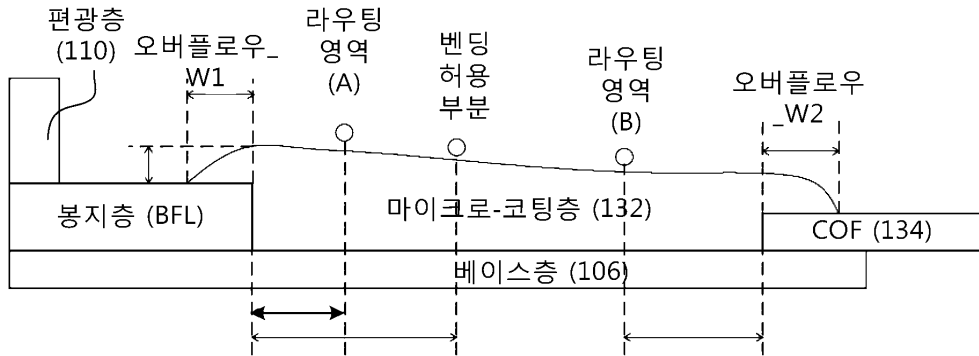 편광층
(110)
오버플로우_
W1
라우팅
영역
(A)
벤딩
허용
부분
라우팅
영역
(B)
오버플로우
_W2
봉지층 (BFL)
마이크로-코팅층 (132)
COF (134)
베이스층 (106)